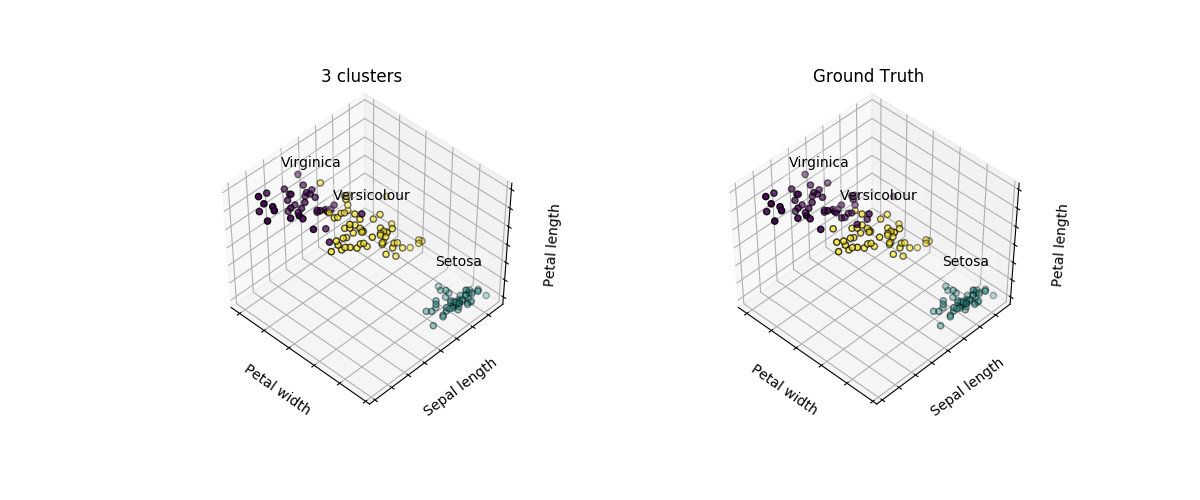 3 clusters
Virginica
Versicolour
Setosa
Petal length
Petal width
Sepal length
Ground Truth
Virginica
Versicolour
Setosa
Petal length
Petal width
Sepal length